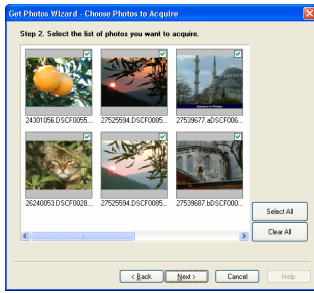 Get Photos Wizard - Choose Photos to Acquire
Step 2. Select the list of photos you want to acquire.
24301056.DSCF0055...
27525594.DSCF0085...
27539677.aDSCF006...
26240053.DSCF0028...
27525594.DSCF0085...
27539687.bDSCF000...
Select All
Clear All
< Back
Next >
Cancel
Help